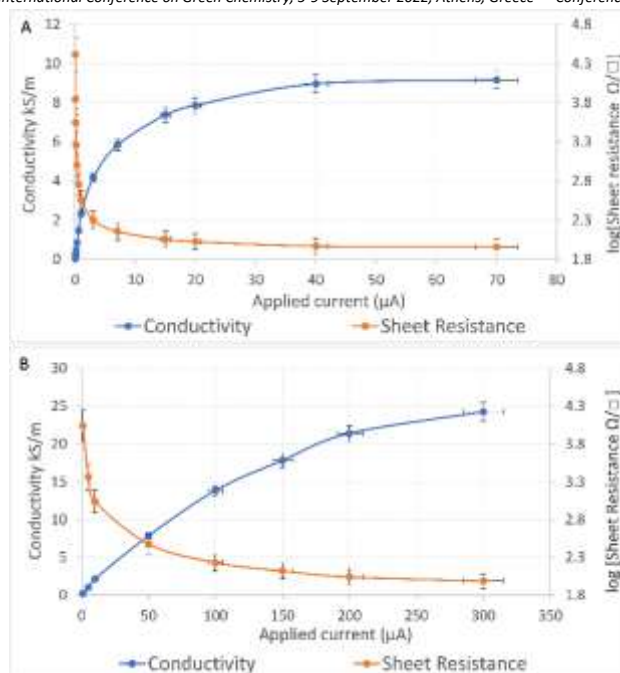 International Conference on Green Chemistry, 5-9 September 2022, Athens, Greece
A
12
10
8
6
4
2
0
4.8
4.3
3.8
3.3
2.8
2.3
1.8
Conductivity kS/m
log[Sheet resistance Ω/□]
0 10 20 30 40 50 60 70 80
Applied current (μA)
Conductivity Sheet Resistance
B
30
25
20
15
10
5
0
4.8
4.3
3.8
3.3
2.8
2.3
1.8
Conductivity kS/m
log [Sheet Resistance Ω/□]
0 50 100 150 200 250 300 350
Applied current (μA)
Conductivity Sheet Resistance